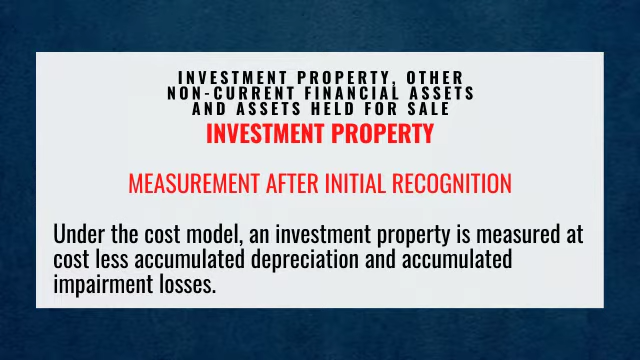 INVESTMENT PROPERTY, OTHER
NON-CURRENT FINANCIAL ASSETS
AND ASSETS HELD FOR SALE
INVESTMENT PROPERTY
MEASUREMENT AFTER INITIAL RECOGNITION
Under the cost model, an investment property is measured at
cost less accumulated depreciation and accumulated
impairment losses.